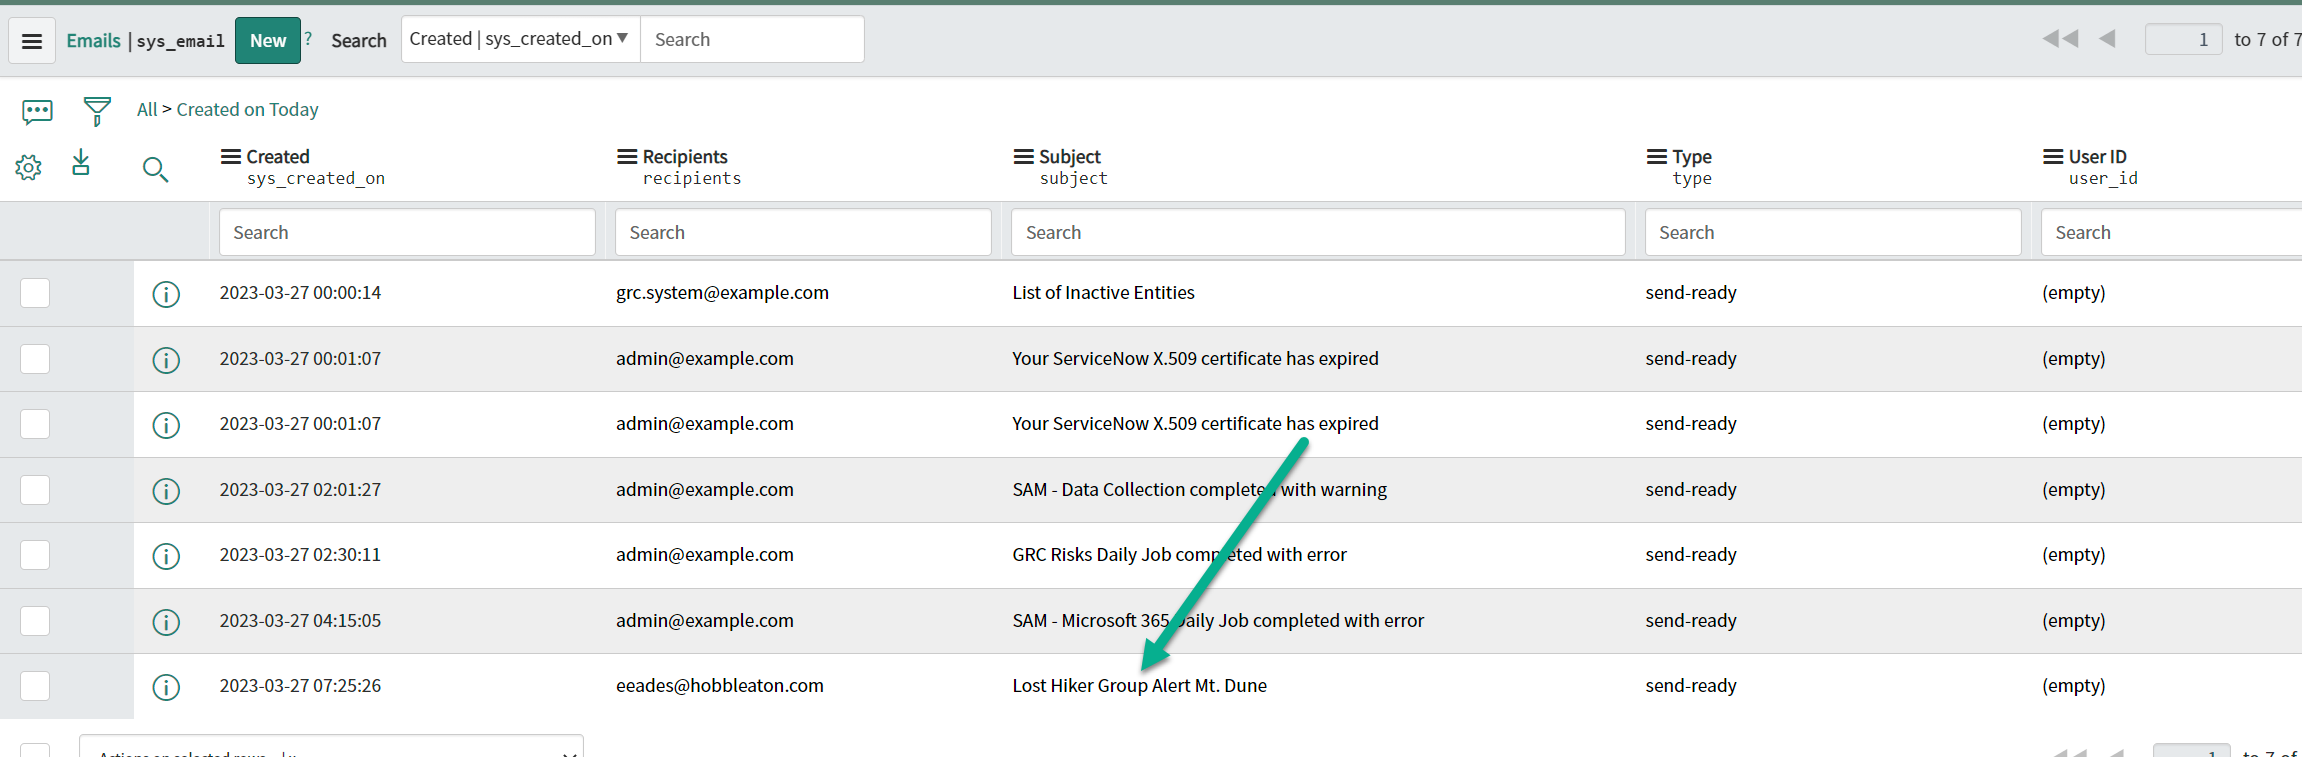 Emails | sys_email New ? Search Created | sys_created_on ▼ Search 1 to 7 of 7
All > Created on Today
Created Recipients Subject Type User ID
sys_created_on recipients subject type user_id
Search Search Search Search Search
2023-03-27 00:00:14 grc.system@example.com List of Inactive Entities send-ready (empty)
2023-03-27 00:01:07 admin@example.com Your ServiceNow X.509 certificate has expired send-ready (empty)
2023-03-27 00:01:07 admin@example.com Your ServiceNow X.509 certificate has expired send-ready (empty)
2023-03-27 02:01:27 admin@example.com SAM - Data Collection completed with warning send-ready (empty)
2023-03-27 02:30:11 admin@example.com GRC Risks Daily Job completed with error send-ready (empty)
2023-03-27 04:15:05 admin@example.com SAM - Microsoft 365 Daily Job completed with error send-ready (empty)
2023-03-27 07:25:26 eeades@hobbleaton.com Lost Hiker Group Alert Mt. Dune send-ready (empty)
Actions on selected rows... 1 to 7 of